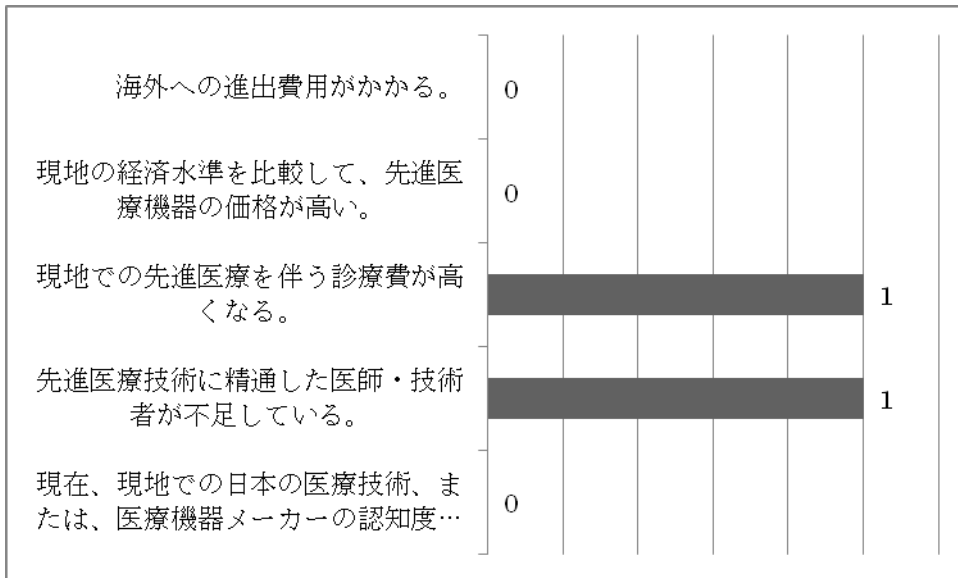 海外への進出費用がかかる。
0
現地の経済水準を比較して、先進医
療機器の価格が高い。
0
現地での先進医療を伴う診療費が高
くなる。
1
先進医療技術に精通した医師・技術
者が不足している。
1
現在、現地での日本の医療技術、ま
たは、医療機器メーカーの認知度…
0